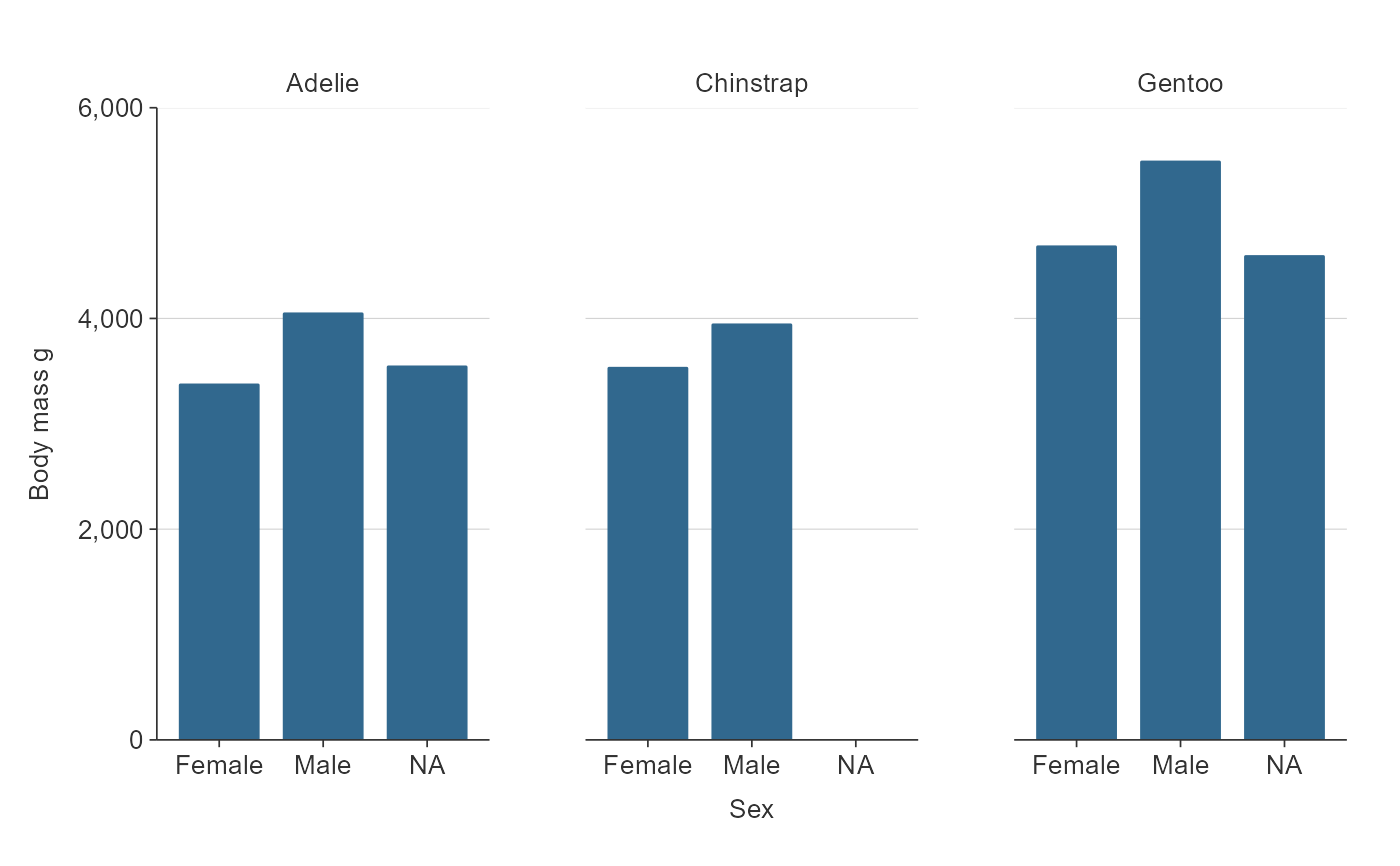 Adelie Chinstrap Gentoo
6,000
4,000
2,000
0
Body mass g
Female Male NA Female Male NA Female Male NA
Sex